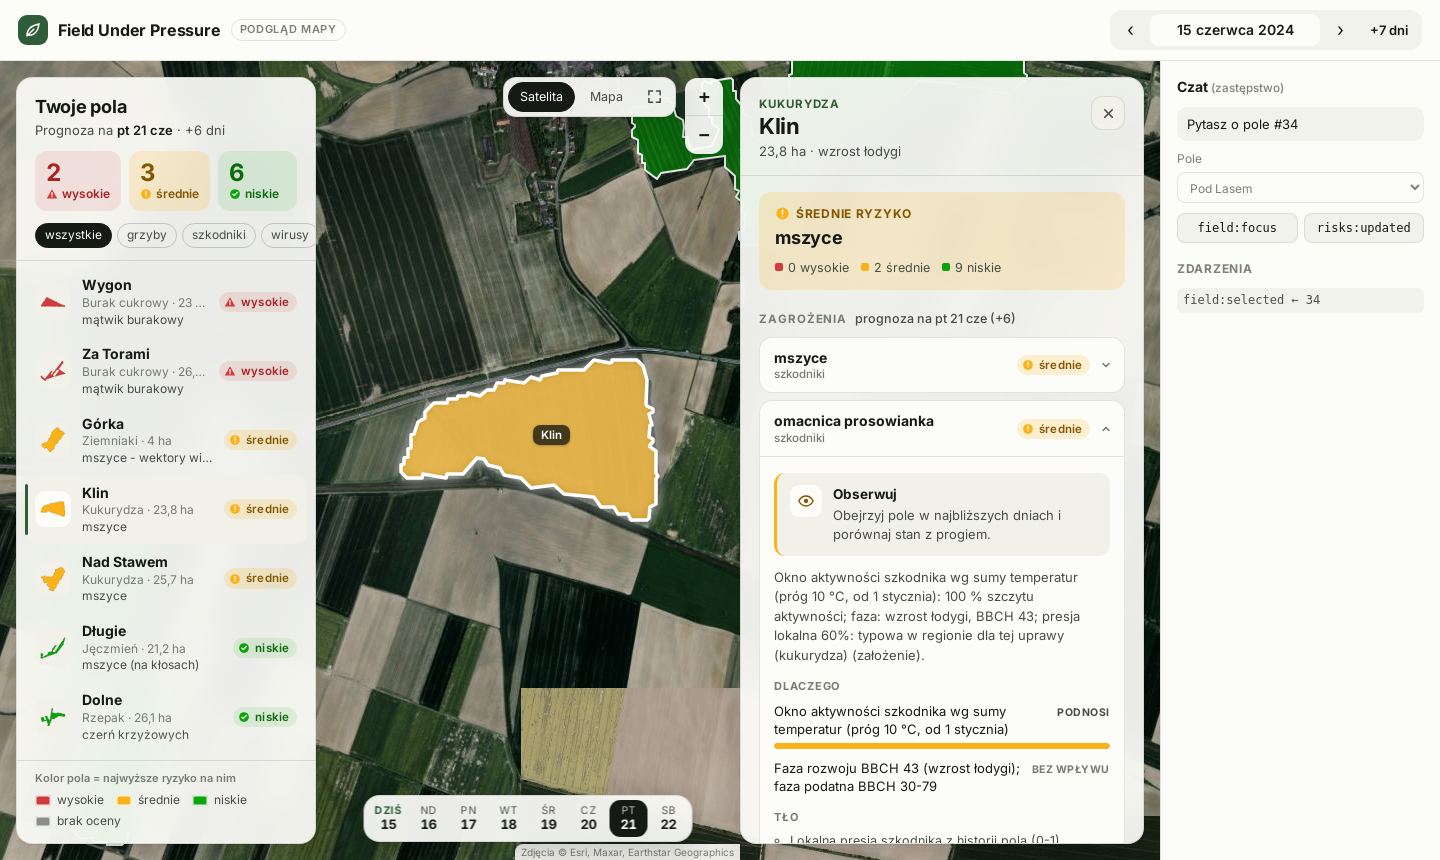 Field Under Pressure
PODGLĄD MAPY
15 czerwca 2024
+7 dni
Twoje pola
Prognoza na pt 21 cze · +6 dni
2
wysokie
3
średnie
6
niskie
wszystkie
grzyby
szkodniki
wirusy
Wygon
Burak cukrowy · 23 ...
mątwik burakowy
wysokie
Za Torami
Burak cukrowy · 26,...
mątwik burakowy
wysokie
Górka
Ziemniaki · 4 ha
mszyce - wektory wi...
średnie
Klin
Kukurydza · 23,8 ha
mszyce
średnie
Nad Stawem
Kukurydza · 25,7 ha
mszyce
średnie
Długie
Jęczmień · 21,2 ha
mszyce (na kłosach)
niskie
Dolne
Rzepak · 26,1 ha
czerń krzyżowych
niskie
Kolor pola = najwyższe ryzyko na nim
wysokie
średnie
niskie
brak oceny
Satelita
Mapa
+
−
Klin
DZIŚ
15
ND
16
PN
17
WT
18
ŚR
19
CZ
20
PT
21
SB
22
Zdjęcia © Esri, Maxar, Earthstar Geographics
KUKURYDZA
Klin
23,8 ha · wzrost łodygi
ŚREDNIE RYZYKO
mszyce
0 wysokie
2 średnie
9 niskie
ZAGROŻENIA prognoza na pt 21 cze (+6)
mszyce
szkodniki
średnie
omacnica prosowianka
szkodniki
średnie
Obserwuj
Obejrzyj pole w najbliższych dniach i
porównaj stan z progiem.
Okno aktywności szkodnika wg sumy temperatur
(próg 10 °C, od 1 stycznia): 100 % szczytu
aktywności; faza: wzrost łodygi, BBCH 43; presja
lokalna 60%: typowa w regionie dla tej uprawy
(kukurydza) (założenie).
DLACZEGO
Okno aktywności szkodnika wg sumy
temperatur (próg 10 °C, od 1 stycznia)
PODNOSI
Faza rozwoju BBCH 43 (wzrost łodygi);
faza podatna BBCH 30-79
BEZ WPŁYWU
TŁO
Lokalna presja szkodnika z historii pola (0-1)
Czat (zastępstwo)
Pytasz o pole #34
Pole
Pod Lasem
field:focus
risks:updated
ZDARZENIA
field:selected ← 34